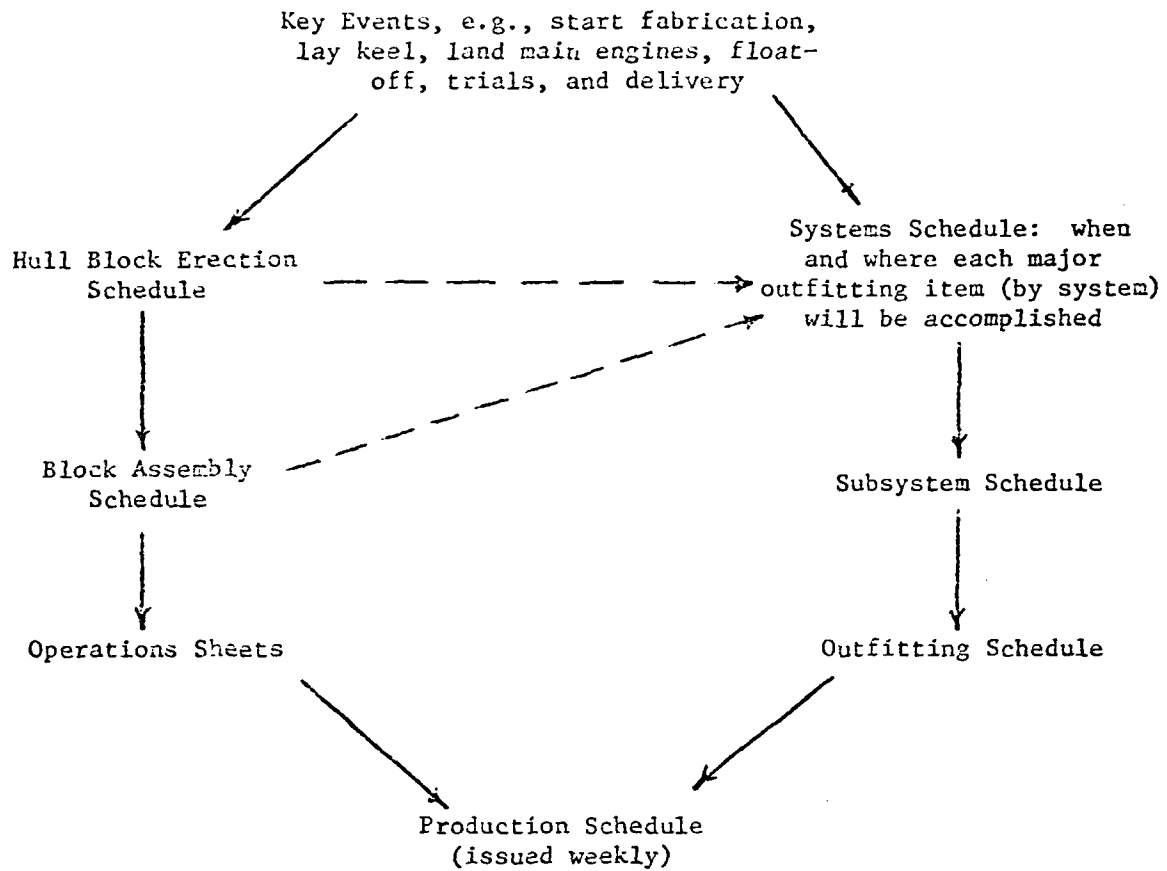 Key Events, e.g., start fabrication,
lay keel, land main engines, float-
off, trials, and delivery
Hull Block Erection
Schedule
Systems Schedule: when
and where each major
outfitting item (by system)
will be accomplished
Block Assembly
Schedule
Subsystem Schedule
Operations Sheets
Outfitting Schedule
Production Schedule
(issued weekly)